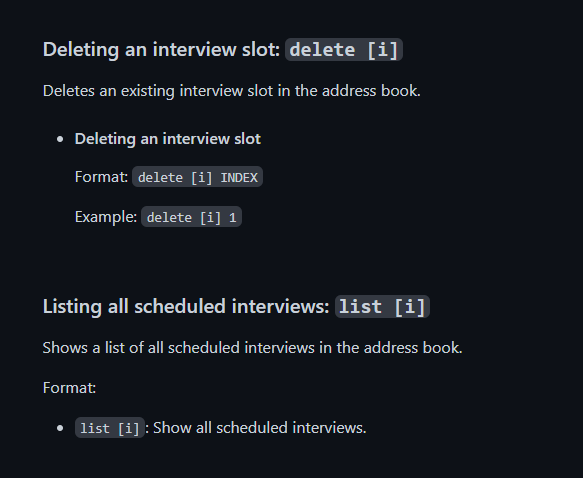 Deleting an interview slot: delete [i]
Deletes an existing interview slot in the address book.
• Deleting an interview slot
Format: delete [i] INDEX
Example: delete [i] 1
Listing all scheduled interviews: list [i]
Shows a list of all scheduled interviews in the address book.
Format:
• list [i]: Show all scheduled interviews.